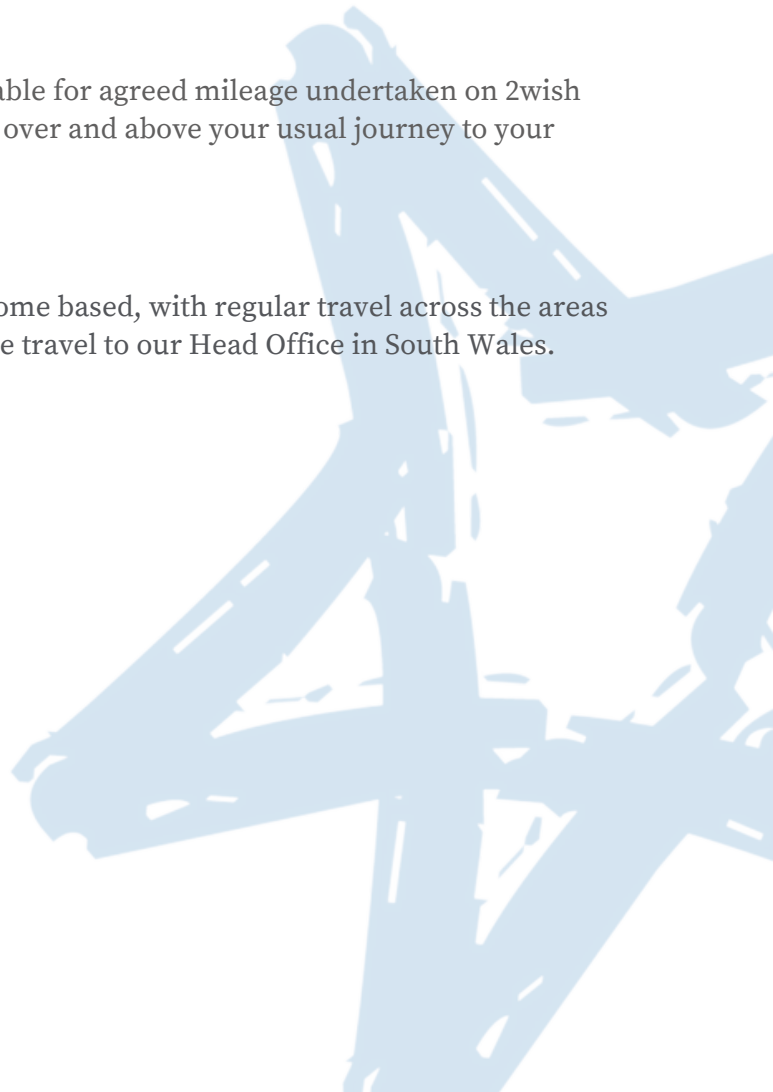 able for agreed mileage undertaken on 2wish
over and above your usual journey to your
ome based, with regular travel across the areas
e travel to our Head Office in South Wales.